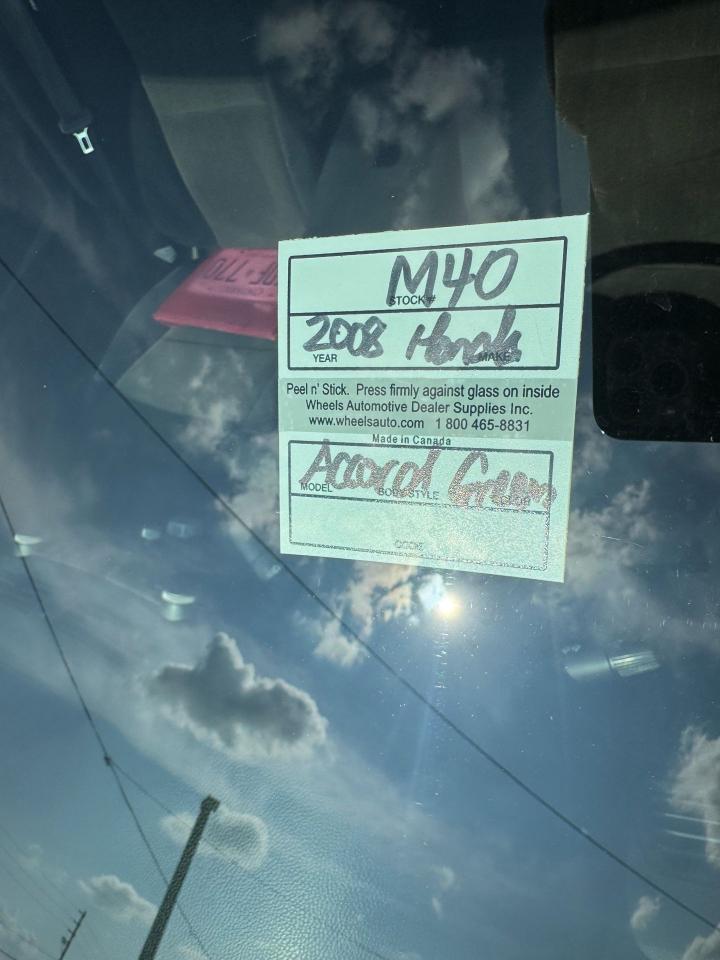 M40
STOCK#
2008 Honda
YEAR MAKE
Peel n' Stick. Press firmly against glass on inside
Wheels Automotive Dealer Supplies Inc.
www.wheelsauto.com 1 800 465-8831
Made in Canada
Accord Green
MODEL BODY STYLE